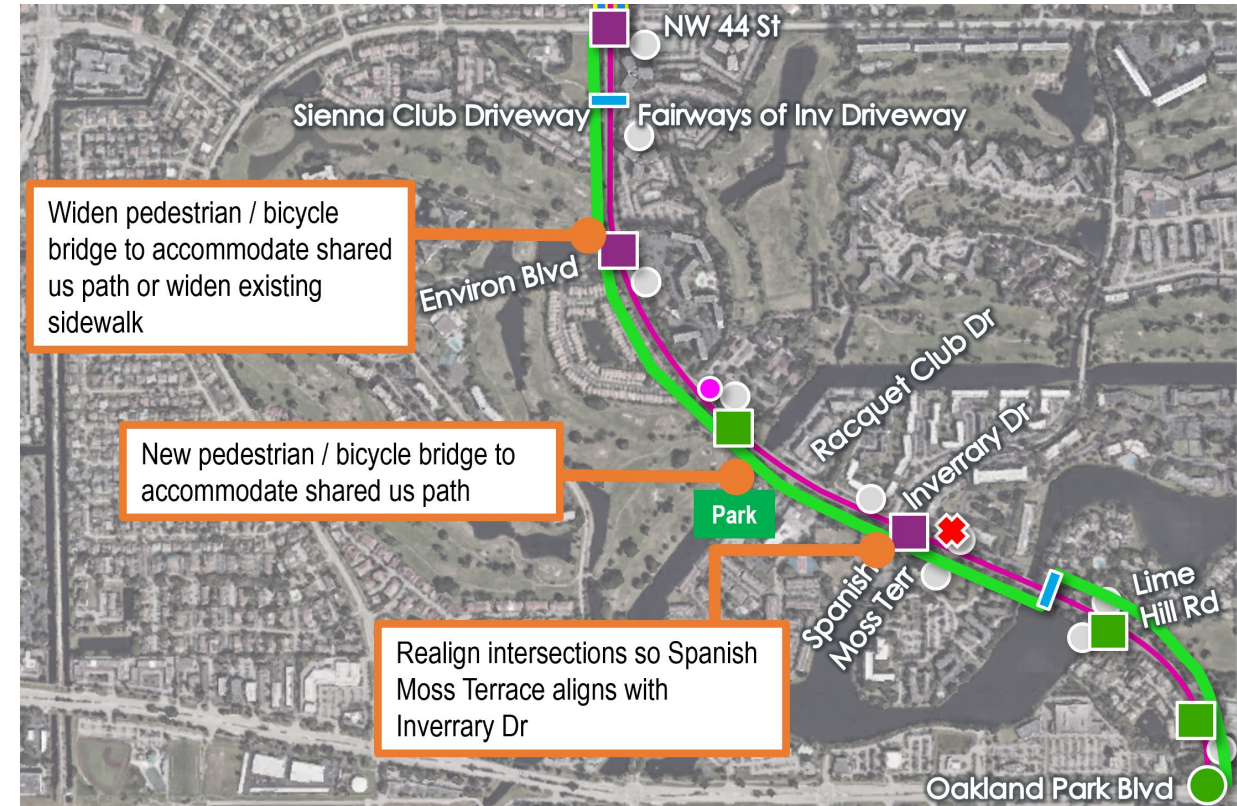 NW 44 St
Sienna Club Driveway
Fairways of Inv Driveway
Widen pedestrian / bicycle
bridge to accommodate shared
us path or widen existing
sidewalk
Environ Blvd
Racquet Club Dr
Inverrary Dr
New pedestrian / bicycle bridge to
accommodate shared us path
Park
Spanish
Moss Terr
Lime
Hill Rd
Realign intersections so Spanish
Moss Terrace aligns with
Inverrary Dr
Oakland Park Blvd